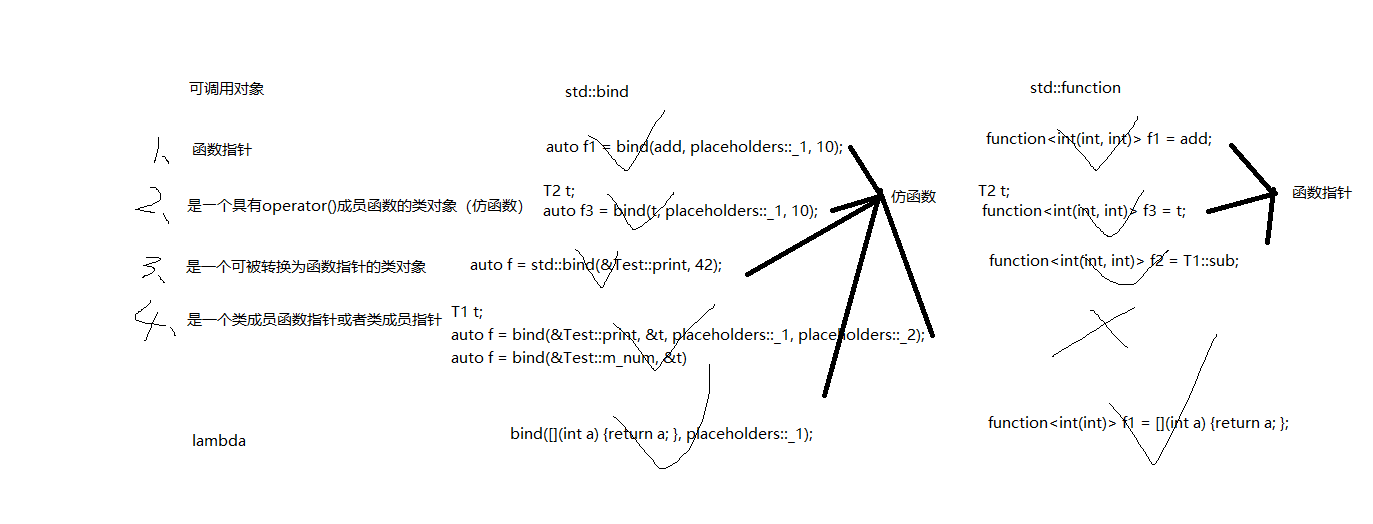 可调用对象
std::bind
std::function
1、
函数指针
auto f1 = bind(add, placeholders::_1, 10);
function<int(int, int)> f1 = add;
2、
是一个具有operator()成员函数的类对象（仿函数）
T2 t;
auto f3 = bind(t, placeholders::_1, 10);
仿函数
T2 t;
function<int(int, int)> f3 = t;
函数指针
3、
是一个可被转换为函数指针的类对象
auto f = std::bind(&Test::print, 42);
function<int(int, int)> f2 = T1::sub;
4、
是一个类成员函数指针或者类成员指针
T1 t;
auto f = bind(&Test::print, &t, placeholders::_1, placeholders::_2);
auto f = bind(&Test::m_num, &t)
lambda
bind([](int a) {return a; }, placeholders::_1);
function<int(int)> f1 = [](int a) {return a; };